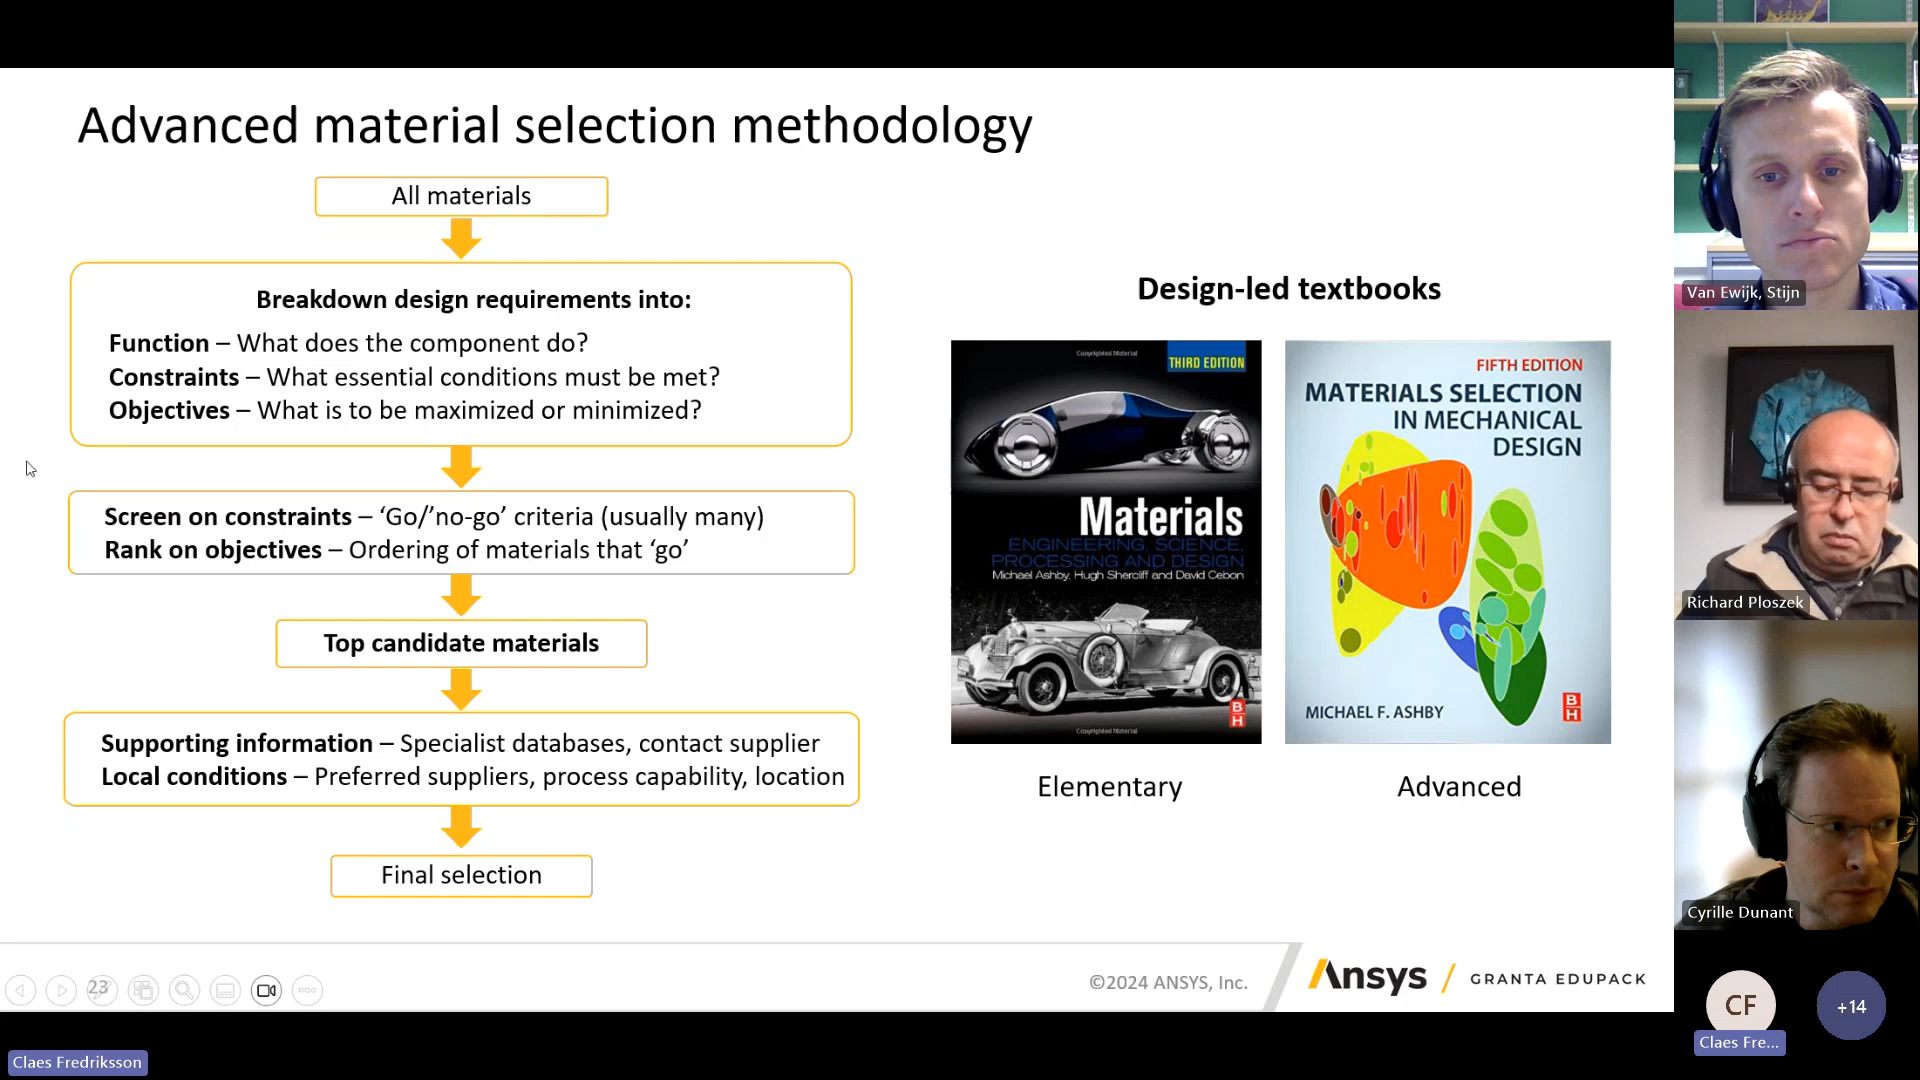 Advanced material selection methodology
All materials
Breakdown design requirements into:
Function – What does the component do?
Constraints – What essential conditions must be met?
Objectives – What is to be maximized or minimized?
Screen on constraints – ‘Go/’no-go’ criteria (usually many)
Rank on objectives – Ordering of materials that ‘go’
Top candidate materials
Supporting information – Specialist databases, contact supplier
Local conditions – Preferred suppliers, process capability, location
Final selection
Design-led textbooks
Copyrighted Material
THIRD EDITION
Materials
ENGINEERING, SCIENCE,
PROCESSING AND DESIGN
Michael Ashby, Hugh Shercliff and David Cebon
B
H
Copyrighted Material
Elementary
FIFTH EDITION
MATERIALS SELECTION
IN MECHANICAL
DESIGN
MICHAEL F. ASHBY
B
H
Advanced
23
©2024 ANSYS, Inc.
Ansys / GRANTA EDUPACK
Claes Fredriksson
Van Ewijk, Stijn
Richard Ploszek
Cyrille Dunant
CF
Claes Fre...
+14